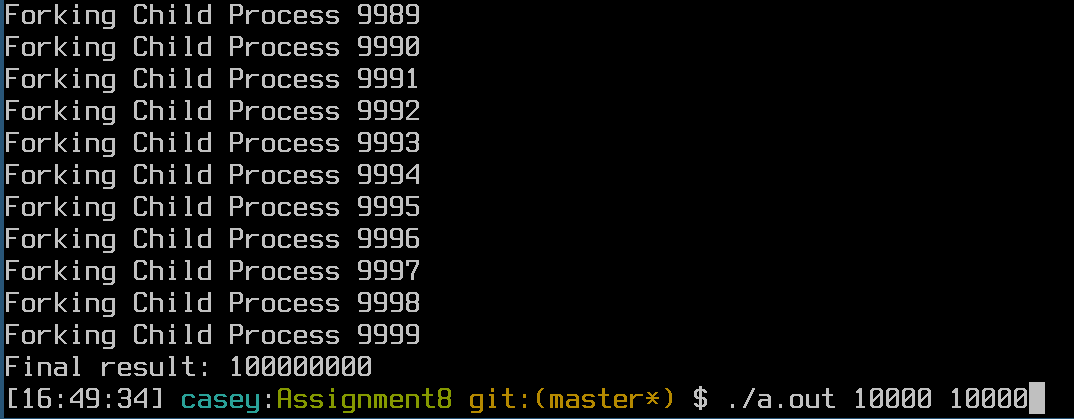 Forking Child Process 9989
Forking Child Process 9990
Forking Child Process 9991
Forking Child Process 9992
Forking Child Process 9993
Forking Child Process 9994
Forking Child Process 9995
Forking Child Process 9996
Forking Child Process 9997
Forking Child Process 9998
Forking Child Process 9999
Final result: 100000000
[16:49:34] casey:Assignment8 git:(master*) $ ./a.out 10000 10000